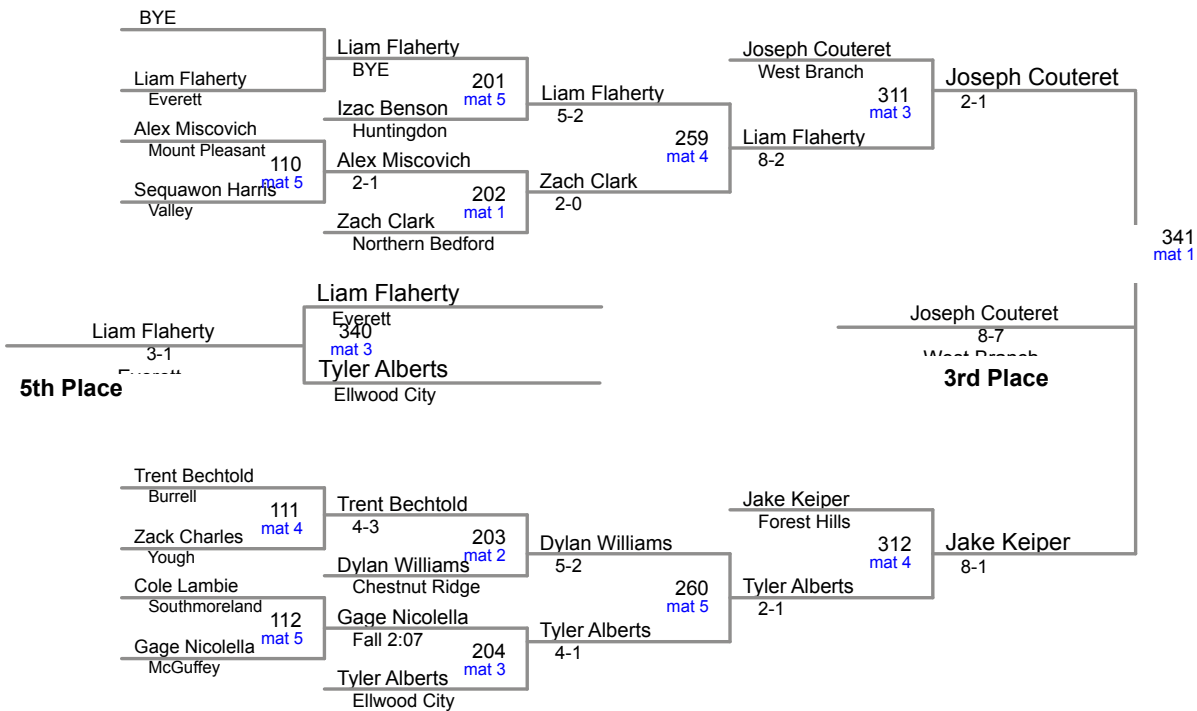 BYE
Liam Flaherty
Everett
Alex Miscovich
Mount Pleasant
110
mat 5
Sequawon Harris
Valley
Liam Flaherty
BYE
201
mat 5
Izac Benson
Huntingdon
Alex Miscovich
2-1
202
mat 1
Zach Clark
Northern Bedford
Liam Flaherty
5-2
259
mat 4
Zach Clark
2-0
Joseph Couteret
West Branch
311
mat 3
Liam Flaherty
8-2
Joseph Couteret
2-1
341
mat 1
Liam Flaherty
Everett
340
mat 3
Tyler Alberts
Ellwood City
Liam Flaherty
3-1
Everett
5th Place
Joseph Couteret
8-7
West Branch
3rd Place
Trent Bechtold
Burrell
111
mat 4
Zack Charles
Yough
Cole Lambie
Southmoreland
112
mat 5
Gage Nicolella
McGuffey
Trent Bechtold
4-3
203
mat 2
Dylan Williams
Chestnut Ridge
Gage Nicolella
Fall 2:07
204
mat 3
Tyler Alberts
Ellwood City
Dylan Williams
5-2
260
mat 5
Tyler Alberts
4-1
Jake Keiper
Forest Hills
312
mat 4
Tyler Alberts
2-1
Jake Keiper
8-1